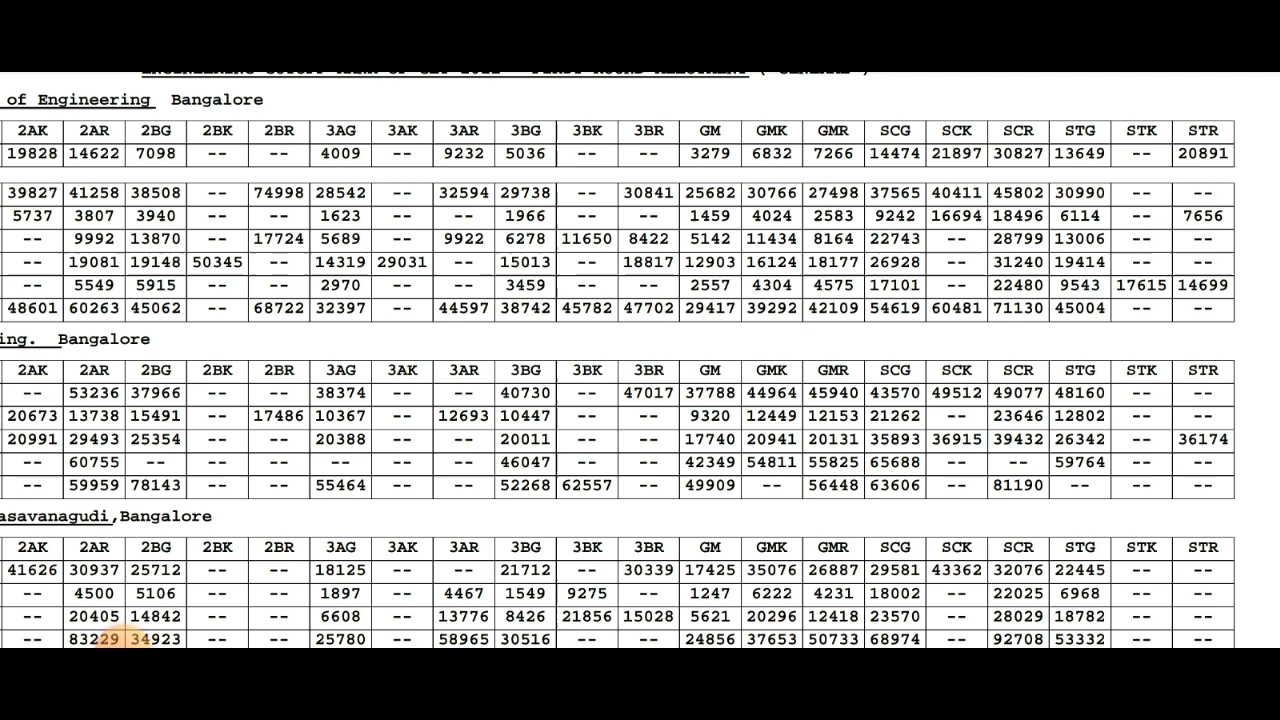 of Engineering Bangalore
2AK 2AR 2BG 2BK 2BR 3AG 3AK 3AR 3BG 3BK 3BR GM GMK GMR SCG SCK SCR STG STK STR
19828 14622 7098 -- -- 4009 -- 9232 5036 -- -- 3279 6832 7266 14474 21897 30827 13649 -- 20891
39827 41258 38508 -- 74998 28542 -- 32594 29738 -- 30841 25682 30766 27498 37565 40411 45802 30990 -- --
5737 3807 3940 -- -- 1623 -- -- 1966 -- -- 1459 4024 2583 9242 16694 18496 6114 -- 7656
-- 9992 13870 -- 17724 5689 -- 9922 6278 11650 8422 5142 11434 8164 22743 -- 28799 13006 -- --
-- 19081 19148 50345 -- 14319 29031 -- 15013 -- 18817 12903 16124 18177 26928 -- 31240 19414 -- --
-- 5549 5915 -- -- 2970 -- -- 3459 -- -- 2557 4304 4575 17101 -- 22480 9543 17615 14699
48601 60263 45062 -- 68722 32397 -- 44597 38742 45782 47702 29417 39292 42109 54619 60481 71130 45004 -- --
ing. Bangalore
2AK 2AR 2BG 2BK 2BR 3AG 3AK 3AR 3BG 3BK 3BR GM GMK GMR SCG SCK SCR STG STK STR
-- 53236 37966 -- -- 38374 -- -- 40730 -- 47017 37788 44964 45940 43570 49512 49077 48160 -- --
20673 13738 15491 -- 17486 10367 -- 12693 10447 -- -- 9320 12449 12153 21262 -- 23646 12802 -- --
20991 29493 25354 -- -- 20388 -- -- 20011 -- -- 17740 20941 20131 35893 36915 39432 26342 -- 36174
-- 60755 -- -- -- -- -- -- 46047 -- -- 42349 54811 55825 65688 -- -- 59764 -- --
-- 59959 78143 -- -- 55464 -- -- 52268 62557 -- 49909 -- 56448 63606 -- 81190 -- -- --
asavanagudi,Bangalore
2AK 2AR 2BG 2BK 2BR 3AG 3AK 3AR 3BG 3BK 3BR GM GMK GMR SCG SCK SCR STG STK STR
41626 30937 25712 -- -- 18125 -- -- 21712 -- 30339 17425 35076 26887 29581 43362 32076 22445 -- --
-- 4500 5106 -- -- 1897 -- 4467 1549 9275 -- 1247 6222 4231 18002 -- 22025 6968 -- --
-- 20405 14842 -- -- 6608 -- 13776 8426 21856 15028 5621 20296 12418 23570 -- 28029 18782 -- --
-- 83229 34923 -- -- 25780 -- 58965 30516 -- -- 24856 37653 50733 68974 -- 92708 53332 -- --